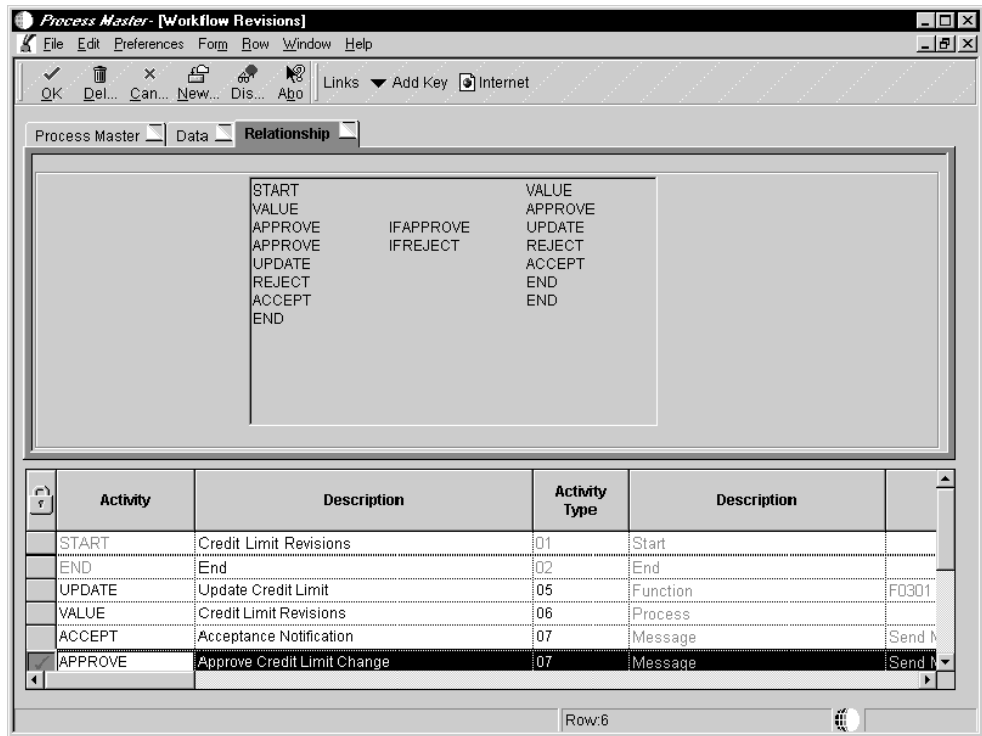 Process Master - [Workflow Revisions]
File Edit Preferences Form Row Window Help
OK Del... Can... New... Dis... Abo Links Add Key Internet
Process Master Data Relationship
START VALUE
VALUE APPROVE
APPROVE IFAPPROVE UPDATE
APPROVE IFREJECT REJECT
UPDATE ACCEPT
REJECT END
ACCEPT END
END
Activity Description Activity Type Description
START Credit Limit Revisions 01 Start
END End 02 End
UPDATE Update Credit Limit 05 Function F0301
VALUE Credit Limit Revisions 06 Process
ACCEPT Acceptance Notification 07 Message Send
APPROVE Approve Credit Limit Change 07 Message Send
Row:6